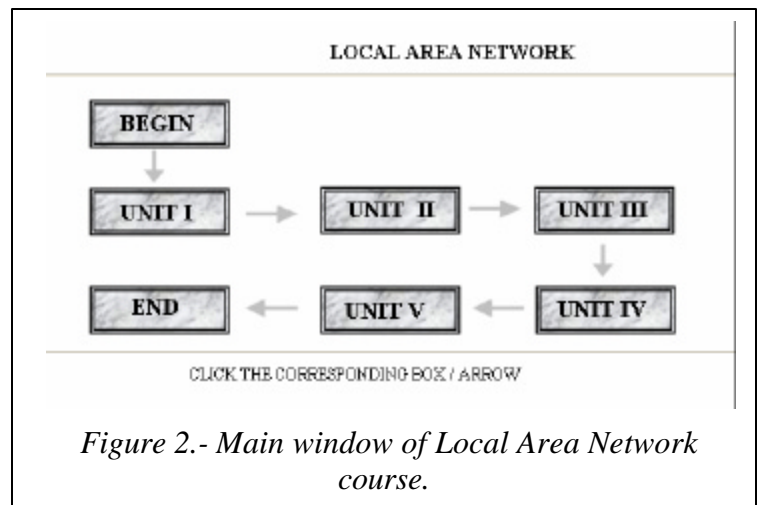 LOCAL AREA NETWORK
BEGIN
UNIT I
UNIT II
UNIT III
END
UNIT V
UNIT IV
CLICK THE CORRESPONDING BOX / ARROW
Figure 2.- Main window of Local Area Network
course.